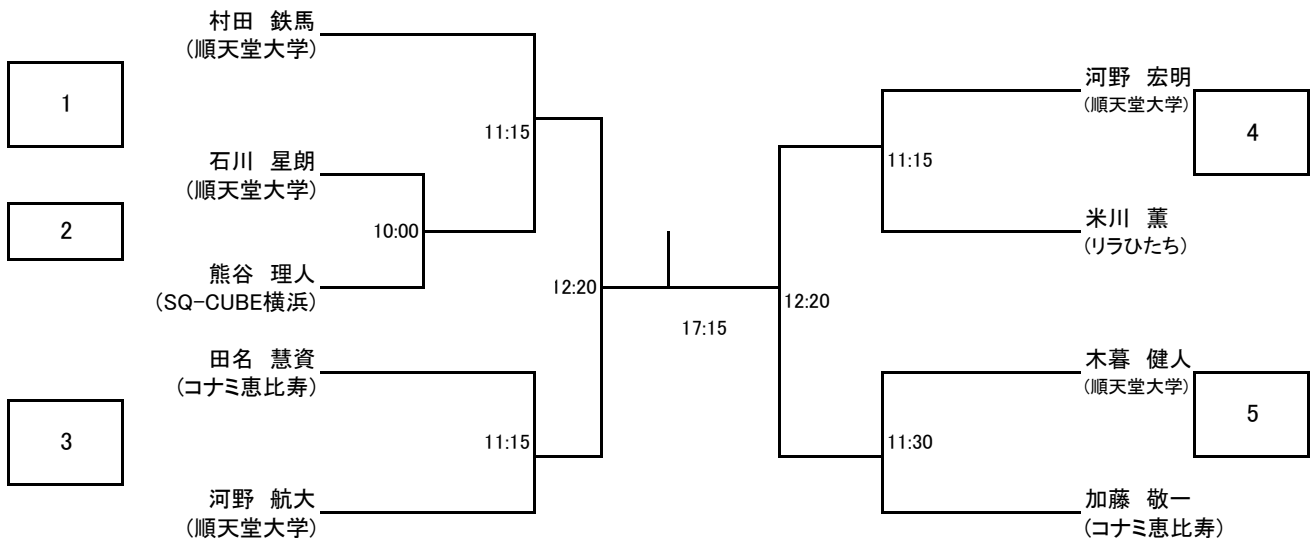 村田　鉄馬
(順天堂大学)
1
11:15
石川　星朗
(順天堂大学)
2
10:00
熊谷　理人
(SQ-CUBE横浜)
12:20
田名　慧資
(コナミ恵比寿)
3
11:15
河野　航大
(順天堂大学)
17:15
河野　宏明
(順天堂大学)
4
11:15
米川　薫
(リラひたち)
12:20
木暮　健人
(順天堂大学)
5
11:30
加藤　敬一
(コナミ恵比寿)